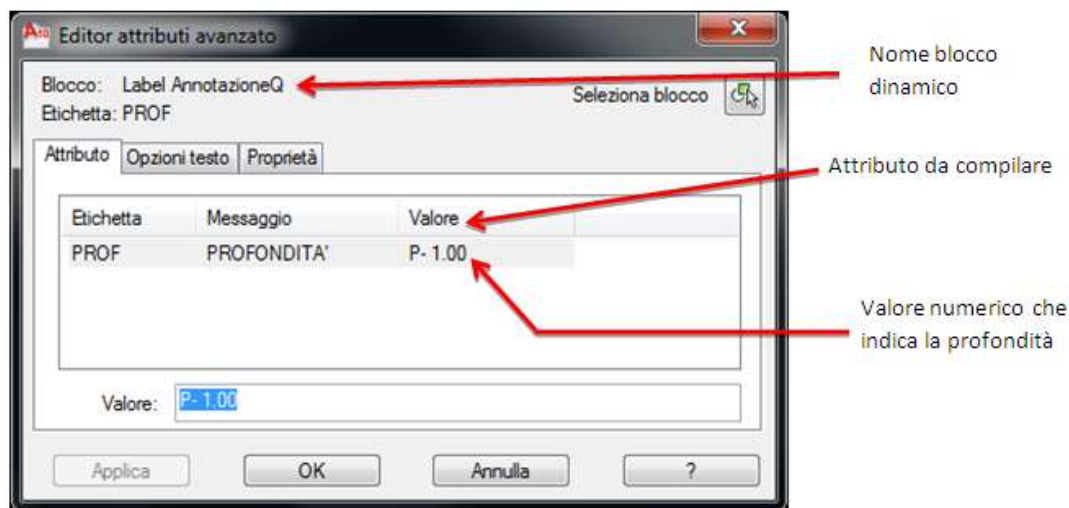 A10 Editor attributi avanzato
Blocco: Label AnnotazioneQ
Etichetta: PROF
Seleziona blocco
Attributo Opzioni testo Proprietà
Etichetta Messaggio Valore
PROF PROFONDITA' P- 1.00
Valore: P- 1.00
Applica OK Annulla ?
Nome blocco
dinamico
Attributo da compilare
Valore numerico che
indica la profondità